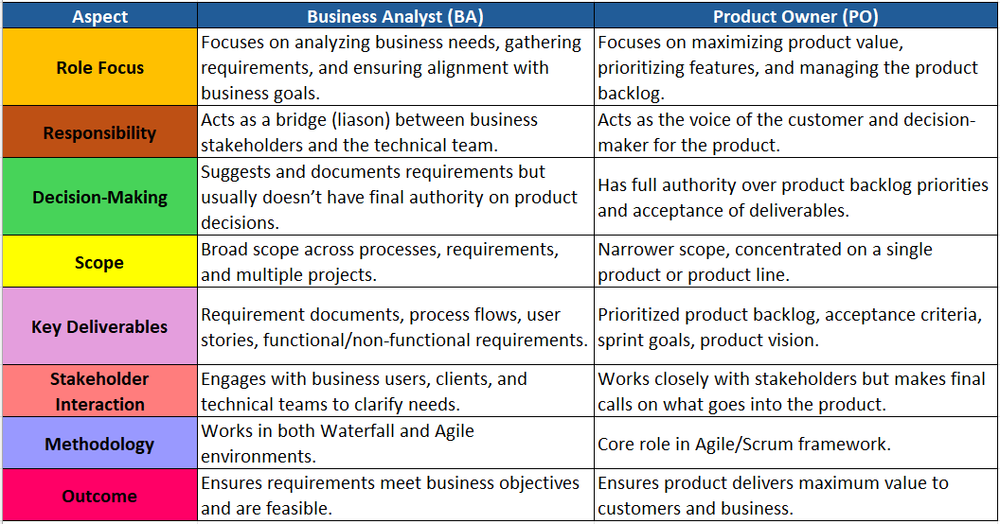 Aspect
Business Analyst (BA)
Product Owner (PO)
Role Focus
Focuses on analyzing business needs, gathering
requirements, and ensuring alignment with
business goals.
Focuses on maximizing product value,
prioritizing features, and managing the product
backlog.
Responsibility
Acts as a bridge (liason) between business
stakeholders and the technical team.
Acts as the voice of the customer and decision-
maker for the product.
Decision-Making
Suggests and documents requirements but
usually doesn’t have final authority on product
decisions.
Has full authority over product backlog priorities
and acceptance of deliverables.
Scope
Broad scope across processes, requirements,
and multiple projects.
Narrower scope, concentrated on a single
product or product line.
Key Deliverables
Requirement documents, process flows, user
stories, functional/non-functional requirements.
Prioritized product backlog, acceptance criteria,
sprint goals, product vision.
Stakeholder
Interaction
Engages with business users, clients, and
technical teams to clarify needs.
Works closely with stakeholders but makes final
calls on what goes into the product.
Methodology
Works in both Waterfall and Agile
environments.
Core role in Agile/Scrum framework.
Outcome
Ensures requirements meet business objectives
and are feasible.
Ensures product delivers maximum value to
customers and business.